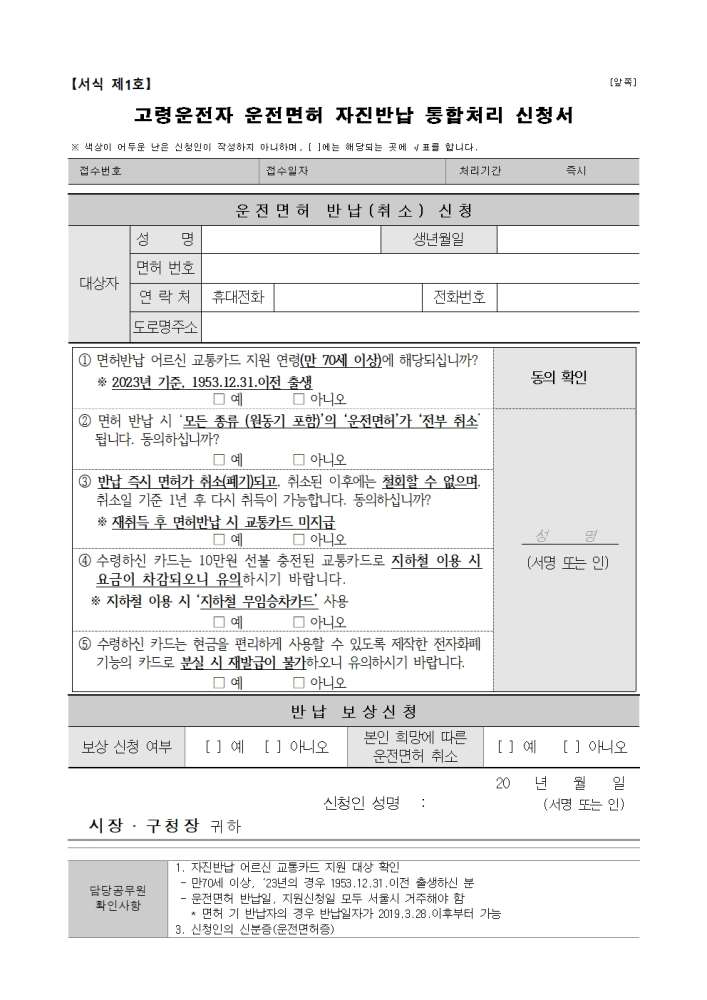 【서식 제1호】 [앞쪽]
고령운전자 운전면허 자진반납 통합처리 신청서
※ 색상이 어두운 난은 신청인이 작성하지 아니하며, [ ]에는 해당되는 곳에 √표를 합니다.
접수번호 접수일자 처리기간 즉시
운전면허 반납(취소) 신청
대상자
성 명 생년월일
면허 번호
연 락 처 휴대전화 전화번호
도로명주소
① 면허반납 어르신 교통카드 지원 연령(만 70세 이상)에 해당되십니까?
※ 2023년 기준, 1953.12.31.이전 출생
□ 예 □ 아니오
동의 확인
② 면허 반납 시 '모든 종류 (원동기 포함)'의 '운전면허'가 '전부 취소'
됩니다. 동의하십니까?
□ 예 □ 아니오
③ 반납 즉시 면허가 취소(폐기)되고, 취소된 이후에는 철회할 수 없으며,
취소일 기준 1년 후 다시 취득이 가능합니다. 동의하십니까?
※ 재취득 후 면허반납 시 교통카드 미지급
□ 예 □ 아니오
성 명
(서명 또는 인)
④ 수령하신 카드는 10만원 선불 충전된 교통카드로 지하철 이용 시
요금이 차감되오니 유의하시기 바랍니다.
※ 지하철 이용 시 '지하철 무임승차카드' 사용
□ 예 □ 아니오
⑤ 수령하신 카드는 현금을 편리하게 사용할 수 있도록 제작한 전자화폐
기능의 카드로 분실 시 재발급이 불가하오니 유의하시기 바랍니다.
□ 예 □ 아니오
반납 보상신청
보상 신청 여부 [ ] 예 [ ] 아니오 본인 희망에 따른
운전면허 취소 [ ] 예 [ ] 아니오
20 년 월 일
신청인 성명 : (서명 또는 인)
시장 · 구청장 귀하
담당공무원
확인사항
1. 자진반납 어르신 교통카드 지원 대상 확인
- 만70세 이상, '23년의 경우 1953.12.31.이전 출생하신 분
- 운전면허 반납일, 지원신청일 모두 서울시 거주해야 함
* 면허 기 반납자의 경우 반납일자가 2019.3.28.이후부터 가능
3. 신청인의 신분증(운전면허증)